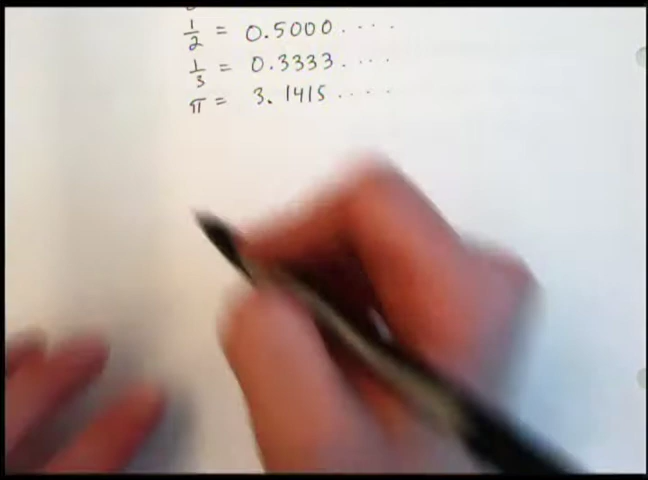 1/2 = 0.5000....
1/3 = 0.3333....
π = 3.1415....